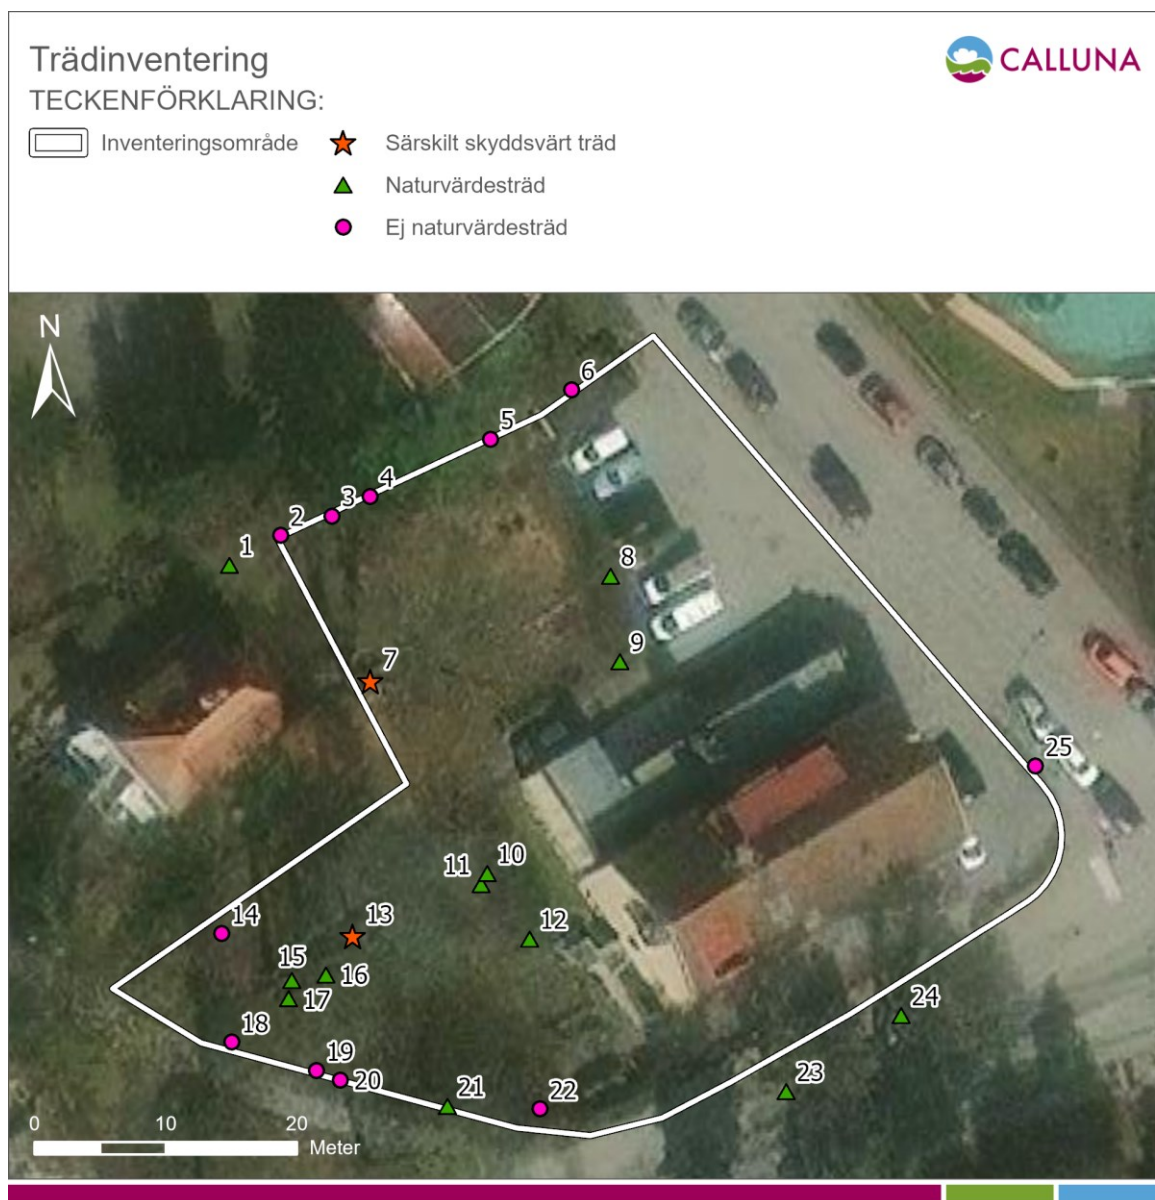 Trädinventering
CALLUNA
TECKENFÖRKLARING:
Inventeringsområde
Särskilt skyddsvärt träd
Naturvärdesträd
Ej naturvärdesträd
N
6
5
4
3
2
1
8
9
7
25
10
11
12
13
14
15
16
17
18
19
20
21
22
23
24
0 10 20
Meter